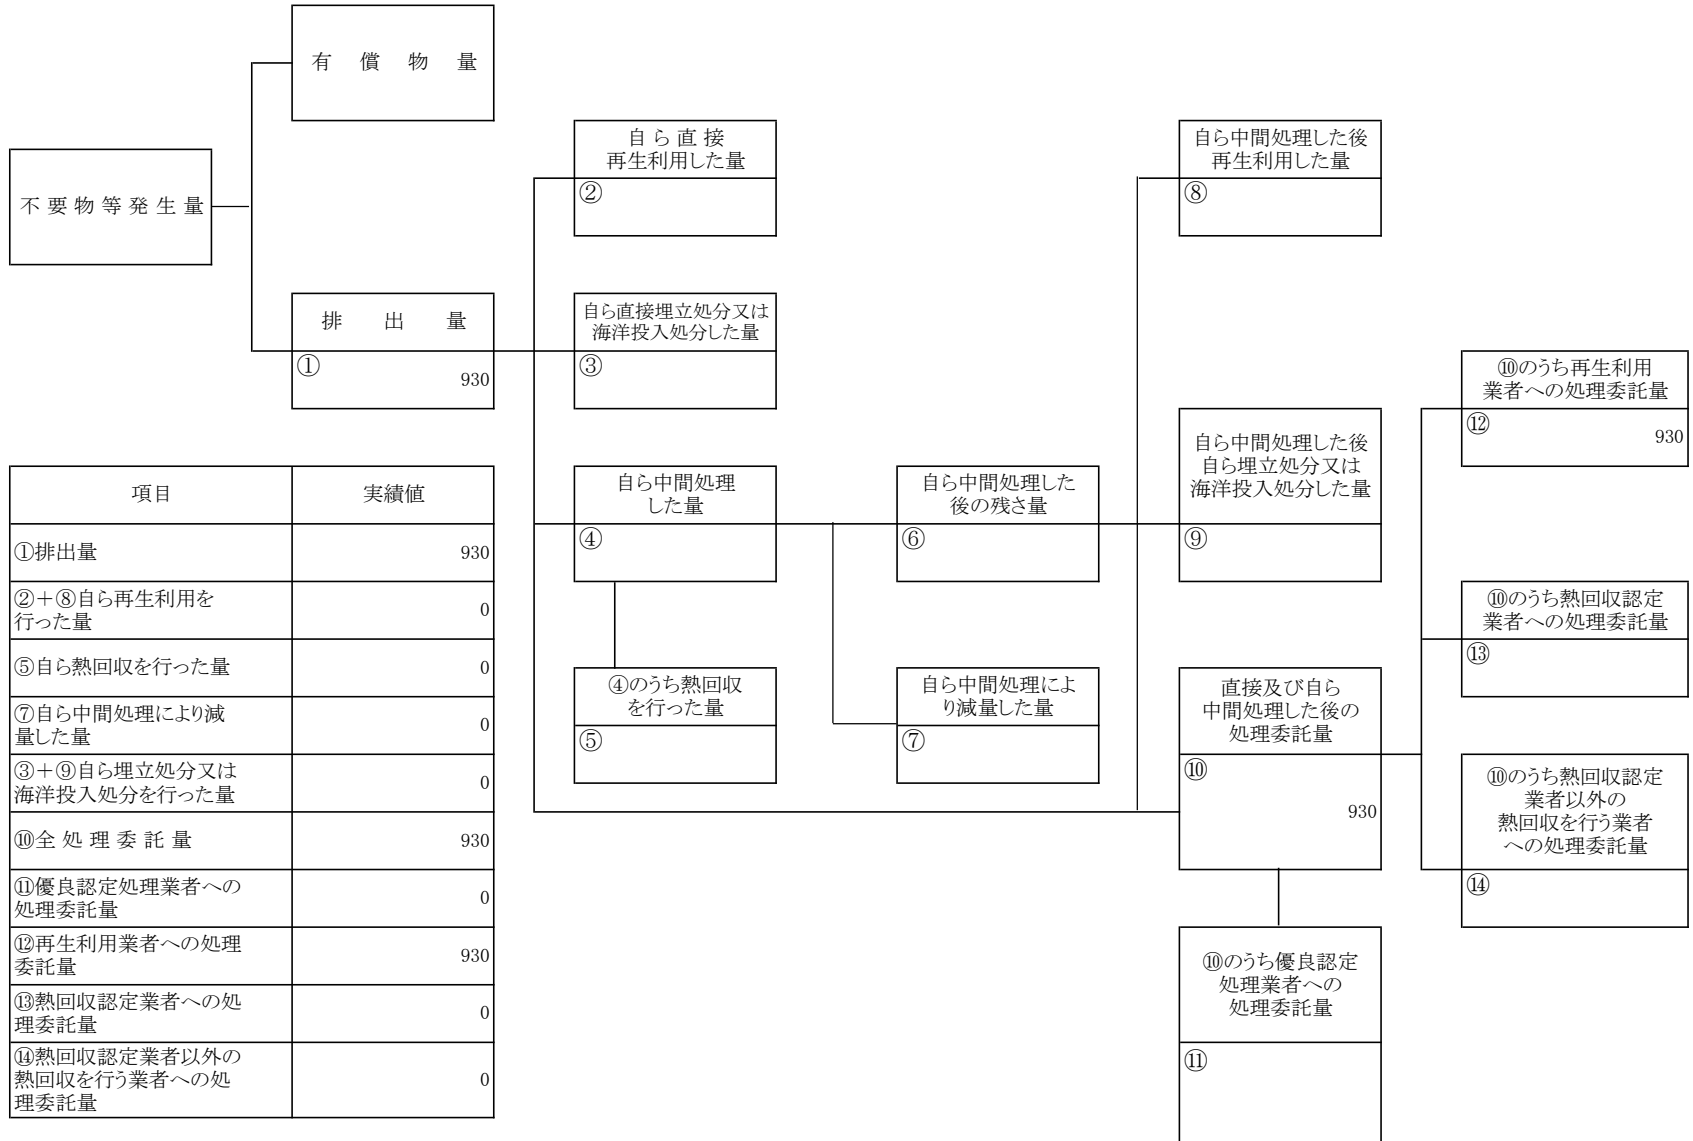 有償物量
不要物等発生量
排出量
①
930
自ら直接
再生利用した量
②
自ら直接埋立処分又は
海洋投入処分した量
③
自ら中間処理
した量
④
④のうち熱回収
を行った量
⑤
自ら中間処理した
後の残さ量
⑥
自ら中間処理によ
り減量した量
⑦
自ら中間処理した後
再生利用した量
⑧
自ら中間処理した後
自ら埋立処分又は
海洋投入処分した量
⑨
直接及び自ら
中間処理した後の
処理委託量
⑩
930
⑩のうち優良認定
処理業者への
処理委託量
⑪
⑩のうち再生利用
業者への処理委託量
⑫
930
⑩のうち熱回収認定
業者への処理委託量
⑬
⑩のうち熱回収認定
業者以外の
熱回収を行う業者
への処理委託量
⑭
項目 実績値
①排出量 930
②+⑧自ら再生利用を
行った量 0
⑤自ら熱回収を行った量 0
⑦自ら中間処理により減
量した量 0
③+⑨自ら埋立処分又は
海洋投入処分を行った量 0
⑩全処理委託量 930
⑪優良認定処理業者への
処理委託量 0
⑫再生利用業者への処理
委託量 930
⑬熱回収認定業者への処
理委託量 0
⑭熱回収認定業者以外の
熱回収を行う業者への処
理委託量 0